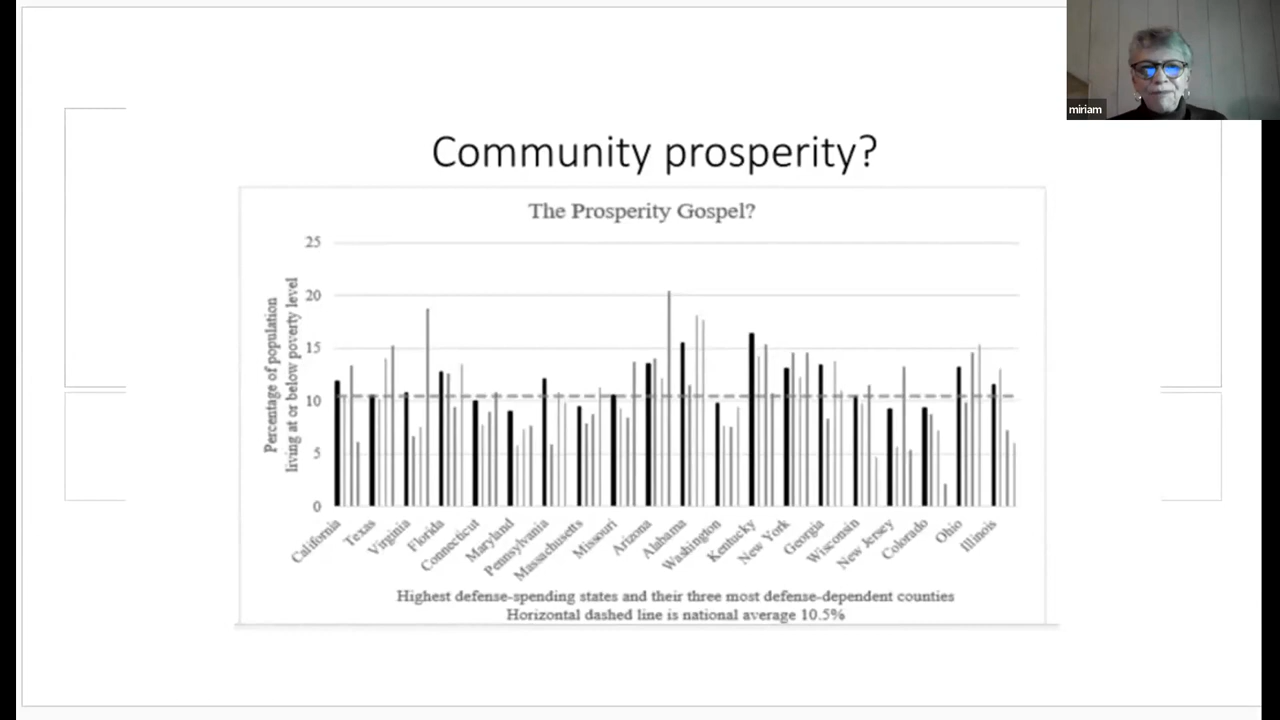 miriam
Community prosperity?
The Prosperity Gospel?
Percentage of population
living at or below poverty level
25
20
15
10
5
0
California
Texas
Virginia
Florida
Connecticut
Maryland
Pennsylvania
Massachusetts
Missouri
Arizona
Alabama
Washington
Kentucky
New York
Georgia
Wisconsin
New Jersey
Colorado
Ohio
Illinois
Highest defense-spending states and their three most defense-dependent counties
Horizontal dashed line is national average 10.5%